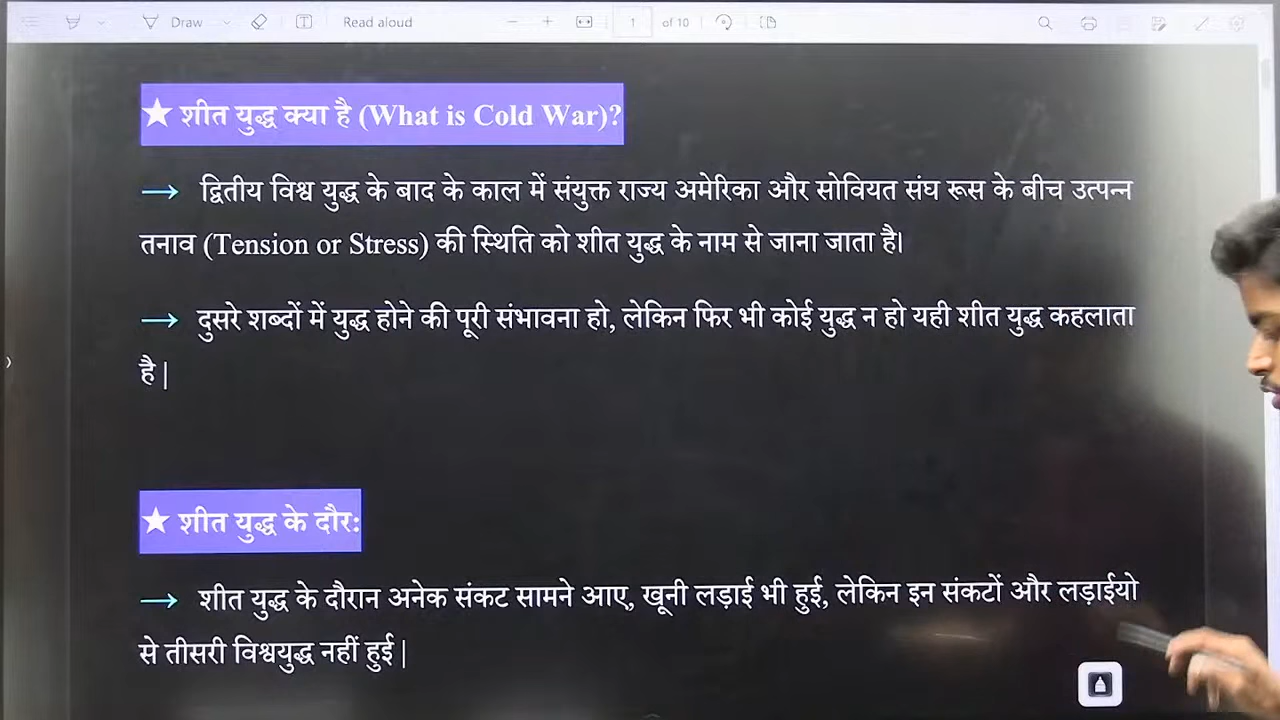 Draw
Read aloud
1 of 10
★ शीत युद्ध क्या है (What is Cold War)?
→ द्वितीय विश्व युद्ध के बाद के काल में संयुक्त राज्य अमेरिका और सोवियत संघ रूस के बीच उत्पन्न
तनाव (Tension or Stress) की स्थिति को शीत युद्ध के नाम से जाना जाता है।
→ दुसरे शब्दों में युद्ध होने की पूरी संभावना हो, लेकिन फिर भी कोई युद्ध न हो यही शीत युद्ध कहलाता
है |
★ शीत युद्ध के दौर:
→ शीत युद्ध के दौरान अनेक संकट सामने आए, खूनी लड़ाई भी हुई, लेकिन इन संकटों और लड़ाईयो
से तीसरी विश्वयुद्ध नहीं हुई |